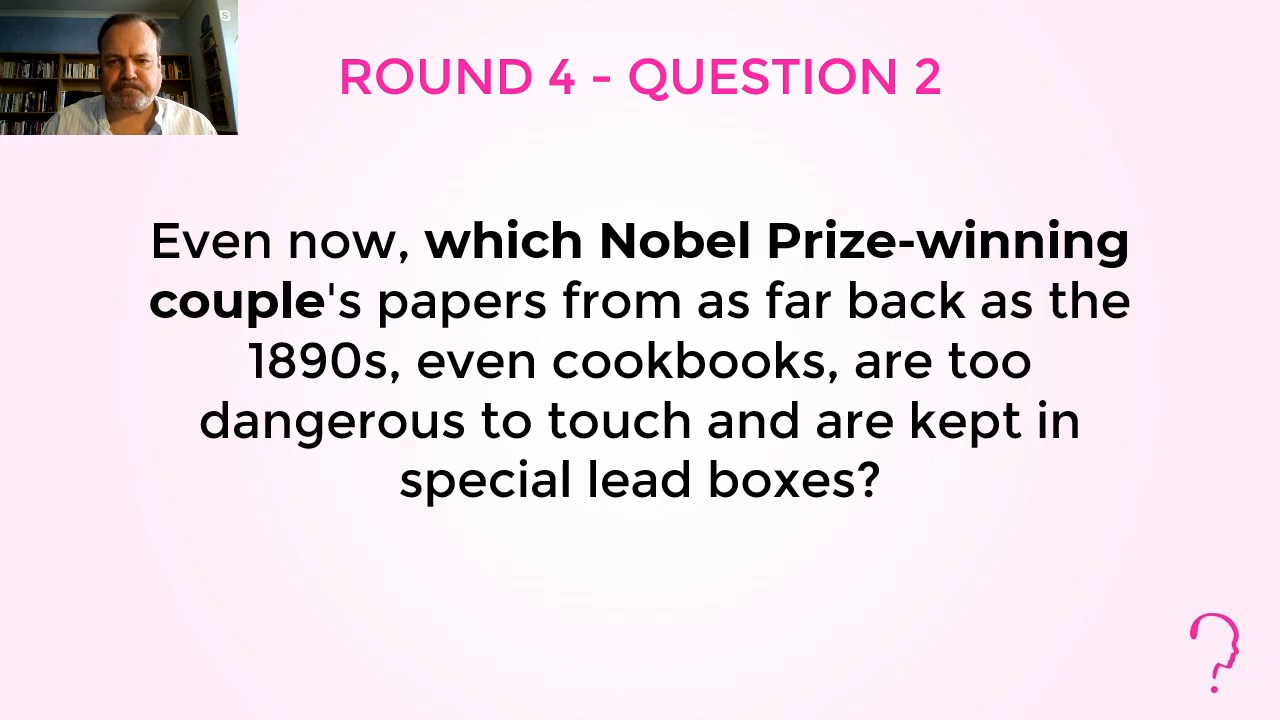 ROUND 4 - QUESTION 2
Even now, which Nobel Prize-winning
couple's papers from as far back as the
1890s, even cookbooks, are too
dangerous to touch and are kept in
special lead boxes?